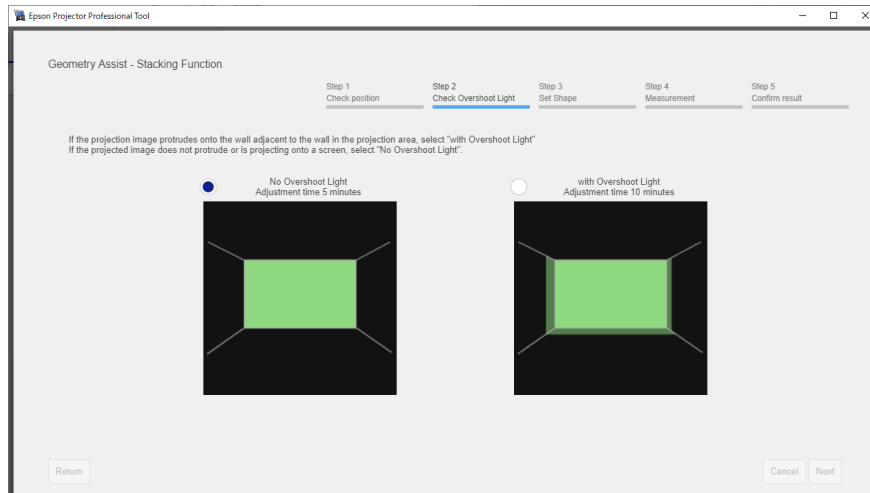 Epson Projector Professional Tool
Geometry Assist - Stacking Function
Step 1
Check position
Step 2
Check Overshoot Light
Step 3
Set Shape
Step 4
Measurement
Step 5
Confirm result
If the projection image protrudes onto the wall adjacent to the wall in the projection area, select "with Overshoot Light"
If the projected image does not protrude or is projecting onto a screen, select "No Overshoot Light".
No Overshoot Light
Adjustment time 5 minutes
with Overshoot Light
Adjustment time 10 minutes
Return
Cancel
Next